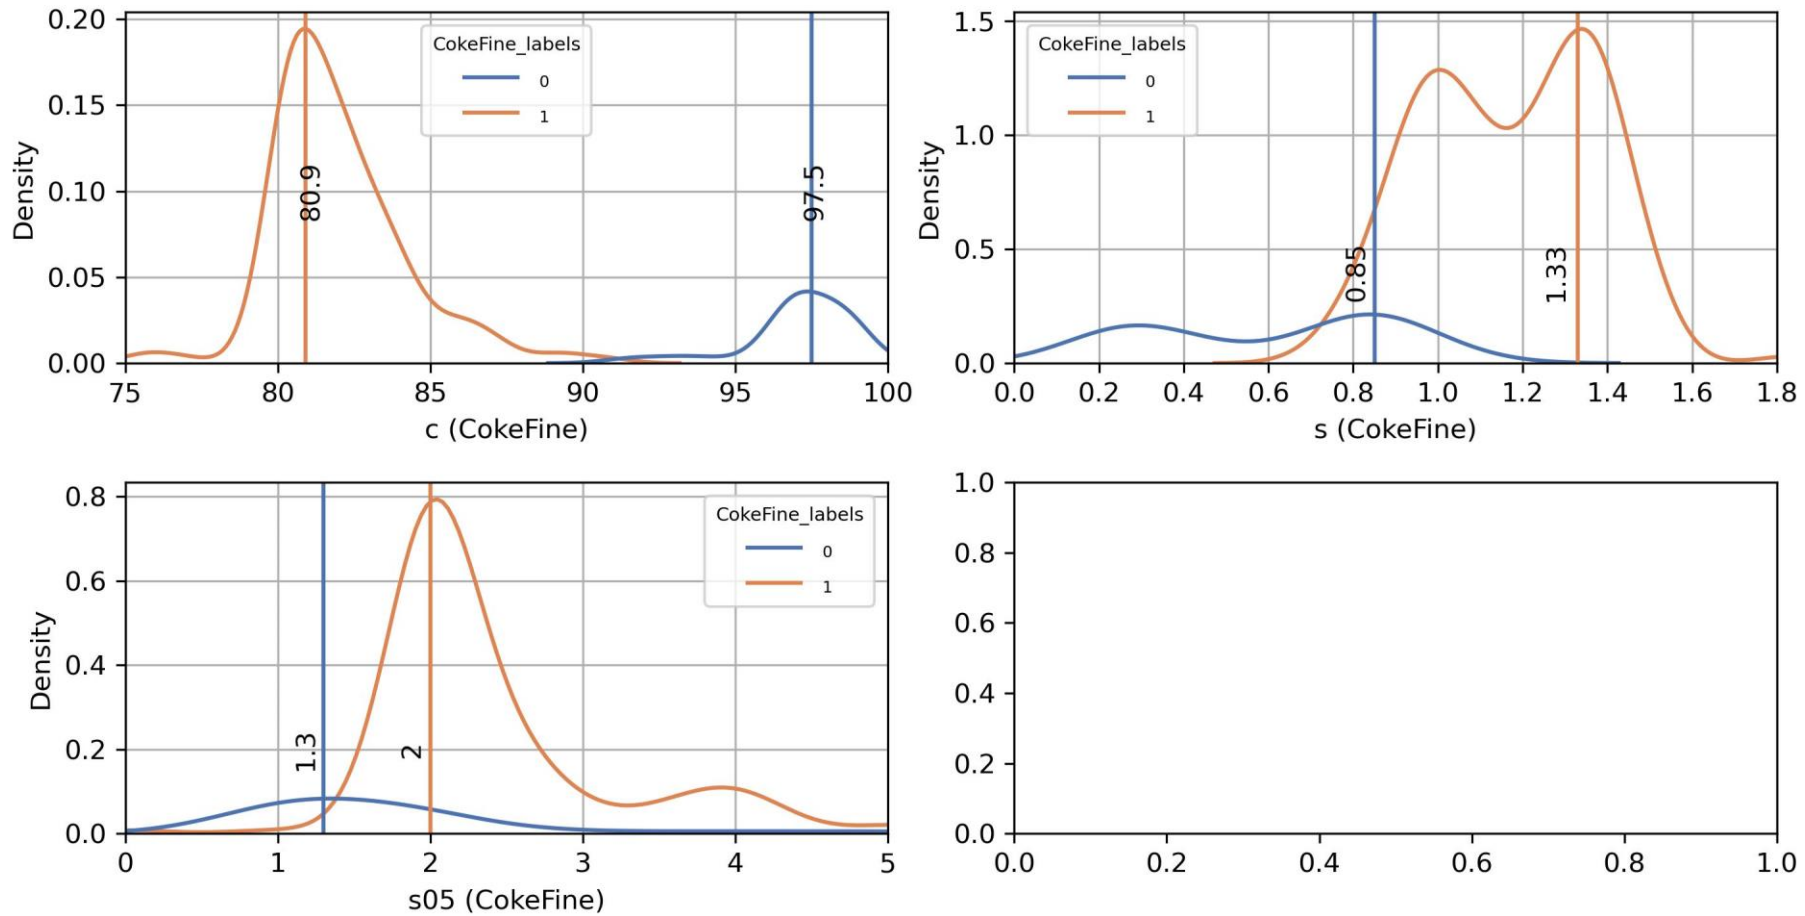 0.20
0.15
0.10
0.05
0.00
Density
CokeFine_labels
0
1
80.9
97.5
75 80 85 90 95 100
c (CokeFine)
1.5
1.0
0.5
0.0
Density
CokeFine_labels
0
1
0.85
1.33
0.0 0.2 0.4 0.6 0.8 1.0 1.2 1.4 1.6 1.8
s (CokeFine)
0.8
0.6
0.4
0.2
0.0
Density
CokeFine_labels
0
1
1.3
2
0 1 2 3 4 5
s05 (CokeFine)
1.0
0.8
0.6
0.4
0.2
0.0
0.0 0.2 0.4 0.6 0.8 1.0